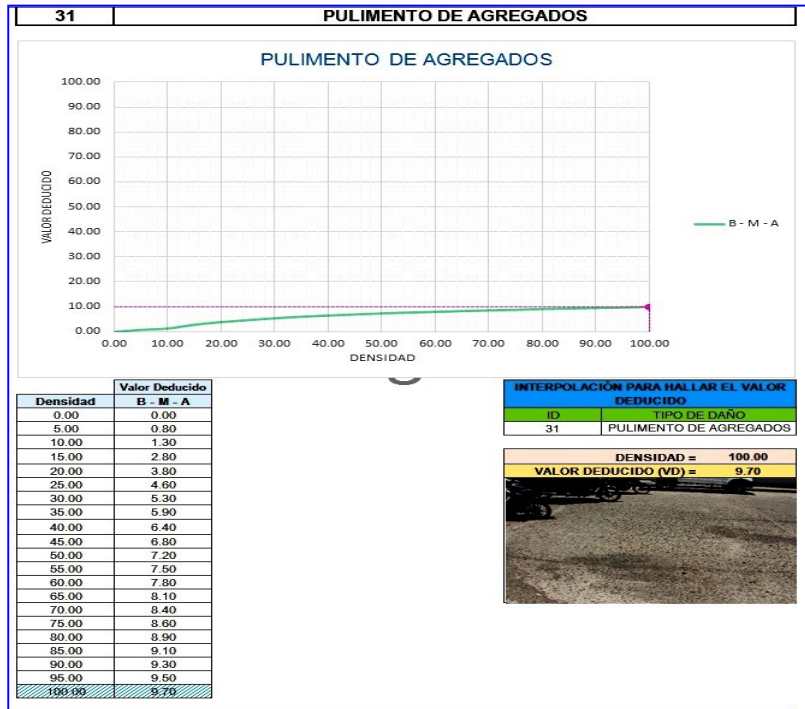 31 PULIMENTO DE AGREGADOS
PULIMENTO DE AGREGADOS
100.00
90.00
80.00
70.00
60.00
50.00
40.00
30.00
20.00
10.00
0.00
VALOR DEDUCIDO
0.00 10.00 20.00 30.00 40.00 50.00 60.00 70.00 80.00 90.00 100.00
DENSIDAD
B - M - A
Valor Deducido
Densidad B - M - A
0.00 0.00
5.00 0.80
10.00 1.30
15.00 2.80
20.00 3.80
25.00 4.60
30.00 5.30
35.00 5.90
40.00 6.40
45.00 6.80
50.00 7.20
55.00 7.50
60.00 7.80
65.00 8.10
70.00 8.40
75.00 8.60
80.00 8.90
85.00 9.10
90.00 9.30
95.00 9.50
100.00 9.70
INTERPOLACIÓN PARA HALLAR EL VALOR
DEDUCIDO
ID TIPO DE DAÑO
31 PULIMENTO DE AGREGADOS
DENSIDAD = 100.00
VALOR DEDUCIDO (VD) = 9.70